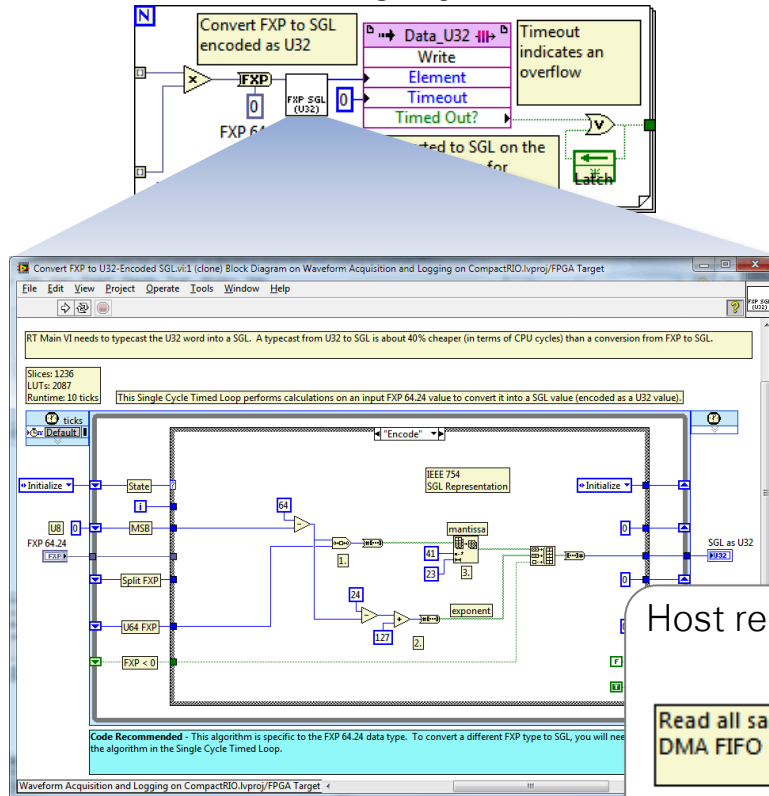 N
Convert FXP to SGL
encoded as U32
Data_U32
Write
Element
Timeout
Timed Out?
Timeout
indicates an
overflow
FXP
0
FXP SGL
(U32)
0
FXP 64
rted to SGL on the
for
Latch
Convert FXP to U32-Encoded SGL.vi:1 (clone) Block Diagram on Waveform Acquisition and Logging on CompactRIO.lvproj/FPGA Target
File Edit View Project Operate Tools Window Help
?
FXP SGL
(U32)
RT Main VI needs to typecast the U32 word into a SGL. A typecast from U32 to SGL is about 40% cheaper (in terms of CPU cycles) than a conversion from FXP to SGL.
Slices: 1236
LUTs: 2087
Runtime: 10 ticks
This Single Cycle Timed Loop performs calculations on an input FXP 64.24 value to convert it into a SGL value (encoded as a U32 value).
ticks
Default
"Encode"
IEEE 754
SGL Representation
Initialize
State
?
Initialize
i
64
U8
0
MSB
mantissa
0
FXP 64.24
FXP
1.
41
23
3.
SGL as U32
U32
Split FXP
0
24
exponent
U64 FXP
127
2.
FXP < 0
F
T
Host re
Read all sa
DMA FIFO
Code Recommended - This algorithm is specific to the FXP 64.24 data type. To convert a different FXP type to SGL, you will nee
the algorithm in the Single Cycle Timed Loop.
Waveform Acquisition and Logging on CompactRIO.lvproj/FPGA Target